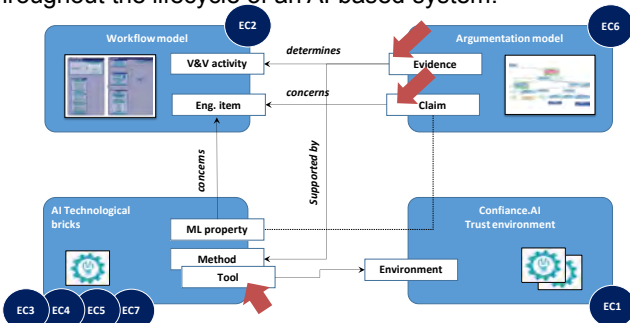 throughout the lifecycle of an AI-based system.
Workflow model
EC2
V&V activity
Eng. item
determines
concerns
Argumentation model
EC6
Evidence
Claim
concerns
Supported by
AI Technological
bricks
ML property
Method
Tool
EC3
EC4
EC5
EC7
Confiance.AI
Trust environment
Environment
EC1